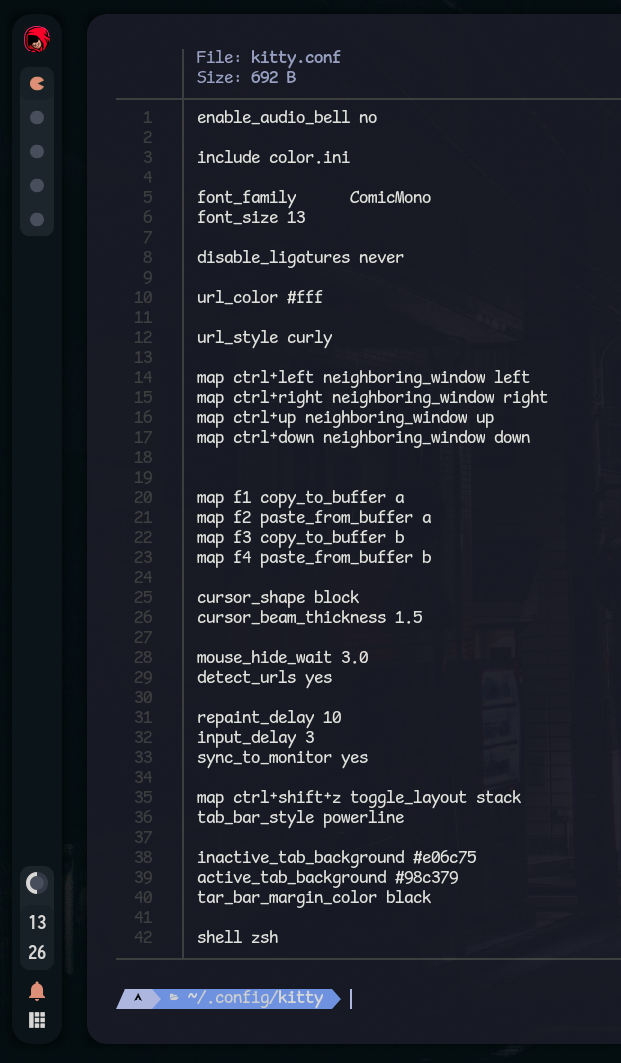 File: kitty.conf
Size: 692 B
1 enable_audio_bell no
2
3 include color.ini
4
5 font_family      ComicMono
6 font_size 13
7
8 disable_ligatures never
9
10 url_color #fff
11
12 url_style curly
13
14 map ctrl+left neighboring_window left
15 map ctrl+right neighboring_window right
16 map ctrl+up neighboring_window up
17 map ctrl+down neighboring_window down
18
19
20 map f1 copy_to_buffer a
21 map f2 paste_from_buffer a
22 map f3 copy_to_buffer b
23 map f4 paste_from_buffer b
24
25 cursor_shape block
26 cursor_beam_thickness 1.5
27
28 mouse_hide_wait 3.0
29 detect_urls yes
30
31 repaint_delay 10
32 input_delay 3
33 sync_to_monitor yes
34
35 map ctrl+shift+z toggle_layout stack
36 tab_bar_style powerline
37
38 inactive_tab_background #e06c75
39 active_tab_background #98c379
40 tar_bar_margin_color black
41
42 shell zsh
~/.config/kitty
13
26